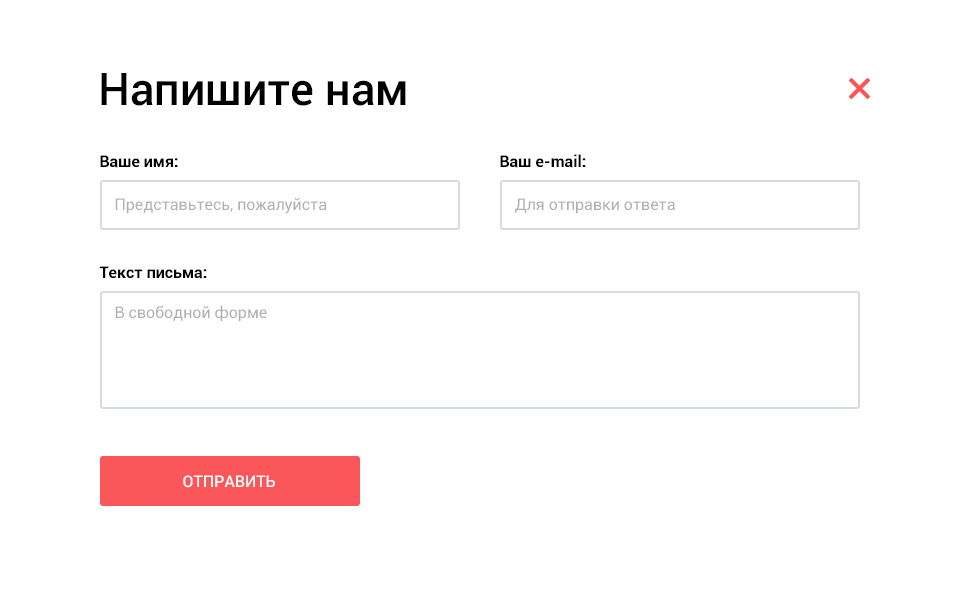 Напишите нам
Ваше имя:
Ваш e-mail:
Представьтесь, пожалуйста
Для отправки ответа
Текст письма:
В свободной форме
ОТПРАВИТЬ